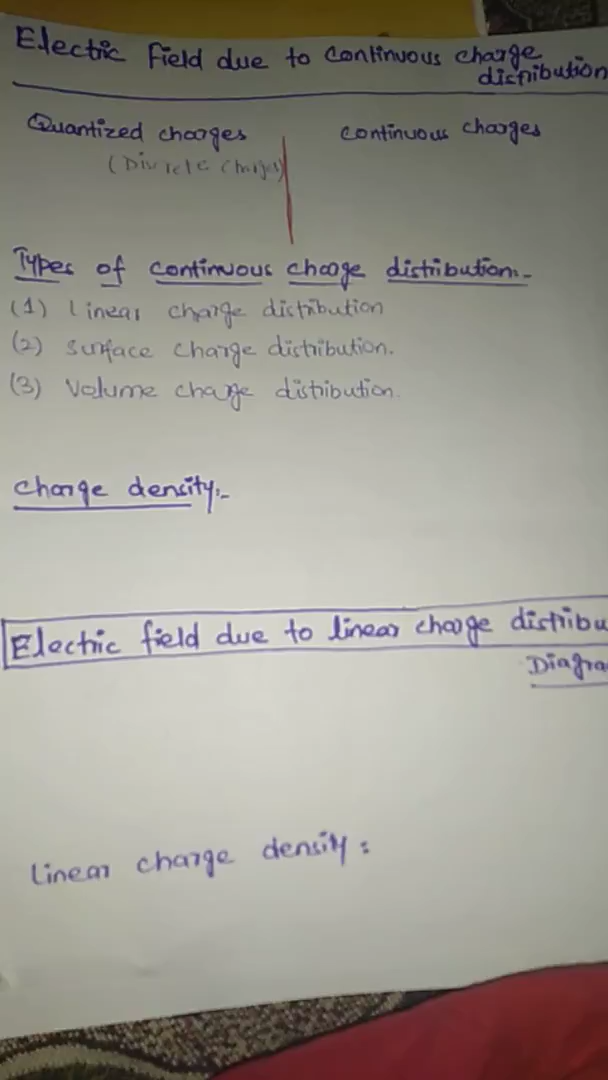 Electric field due to continuous charge
distribution
Quantized charges
(Discrete charges)
continuous charges
Types of continuous charge distribution:-
(1) Linear charge distribution
(2) surface charge distribution.
(3) Volume charge distribution.
charge density:-
Electric field due to linear charge distribu
Diagra
Linear charge density: